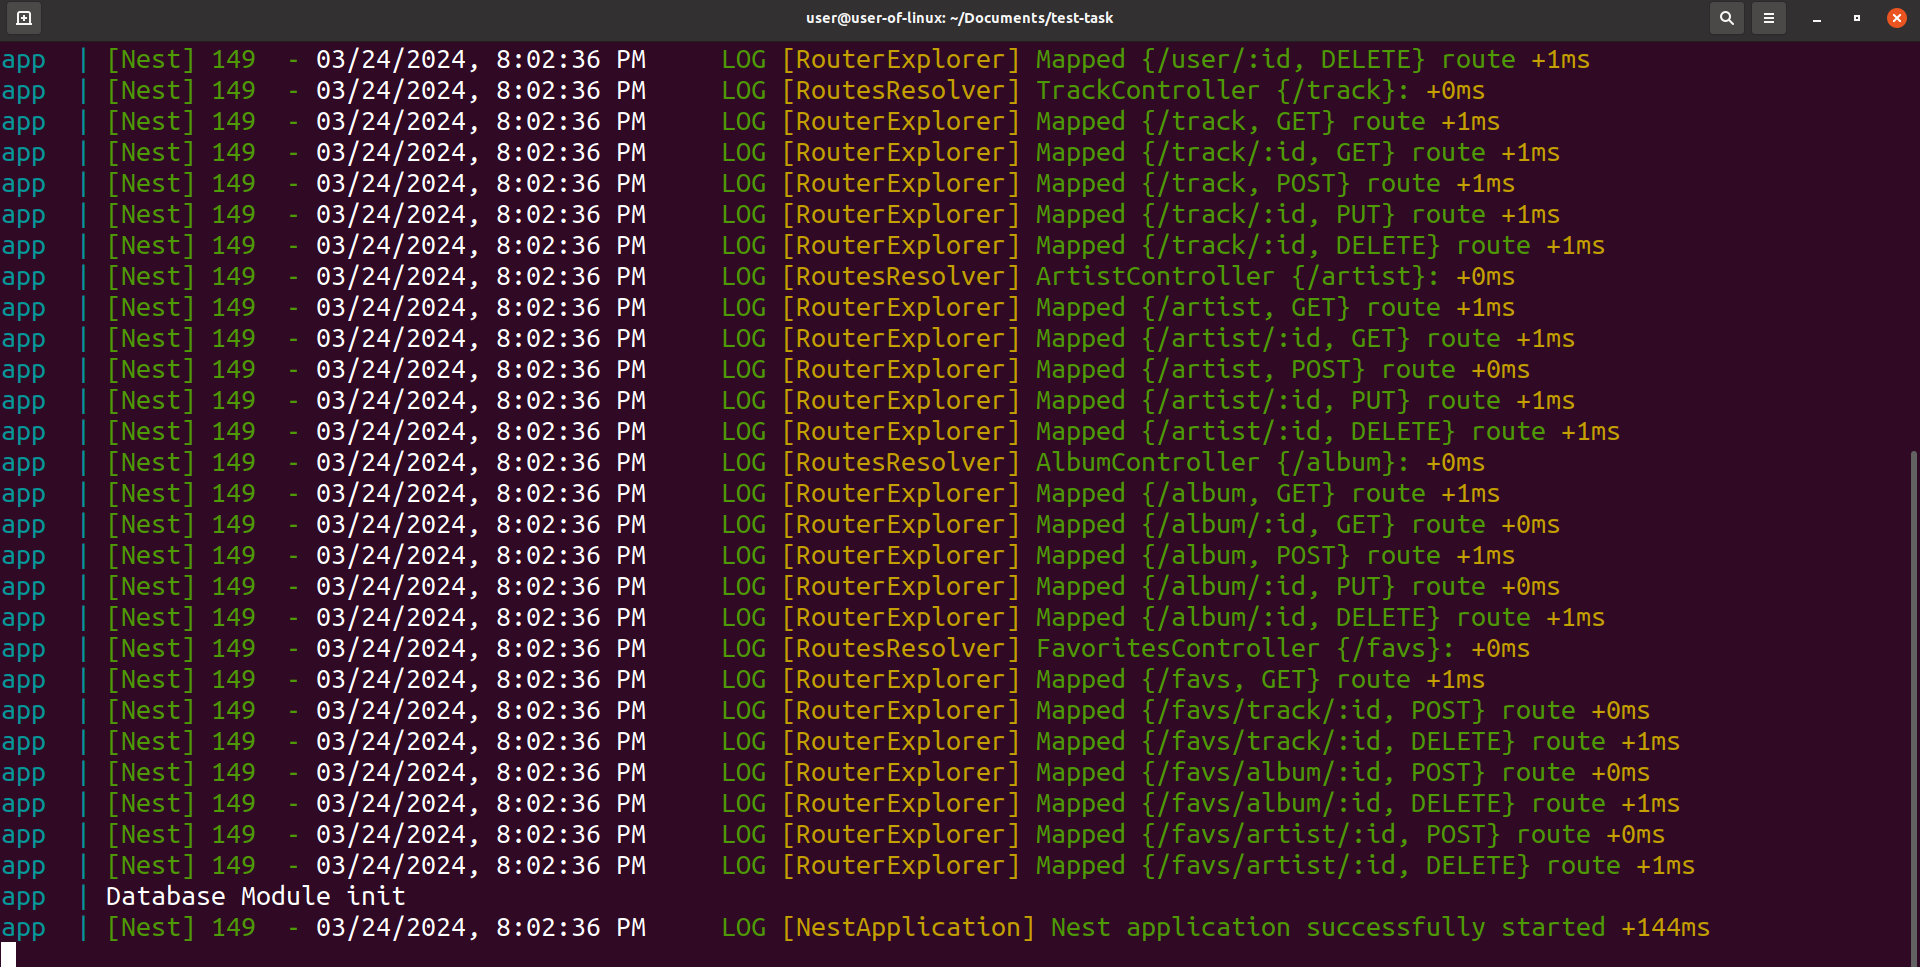 user@user-of-linux: ~/Documents/test-task
app  | [Nest] 149  - 03/24/2024, 8:02:36 PM     LOG [RouterExplorer] Mapped {/user/:id, DELETE} route +1ms
app  | [Nest] 149  - 03/24/2024, 8:02:36 PM     LOG [RoutesResolver] TrackController {/track}: +0ms
app  | [Nest] 149  - 03/24/2024, 8:02:36 PM     LOG [RouterExplorer] Mapped {/track, GET} route +1ms
app  | [Nest] 149  - 03/24/2024, 8:02:36 PM     LOG [RouterExplorer] Mapped {/track/:id, GET} route +1ms
app  | [Nest] 149  - 03/24/2024, 8:02:36 PM     LOG [RouterExplorer] Mapped {/track, POST} route +1ms
app  | [Nest] 149  - 03/24/2024, 8:02:36 PM     LOG [RouterExplorer] Mapped {/track/:id, PUT} route +1ms
app  | [Nest] 149  - 03/24/2024, 8:02:36 PM     LOG [RouterExplorer] Mapped {/track/:id, DELETE} route +1ms
app  | [Nest] 149  - 03/24/2024, 8:02:36 PM     LOG [RoutesResolver] ArtistController {/artist}: +0ms
app  | [Nest] 149  - 03/24/2024, 8:02:36 PM     LOG [RouterExplorer] Mapped {/artist, GET} route +1ms
app  | [Nest] 149  - 03/24/2024, 8:02:36 PM     LOG [RouterExplorer] Mapped {/artist/:id, GET} route +1ms
app  | [Nest] 149  - 03/24/2024, 8:02:36 PM     LOG [RouterExplorer] Mapped {/artist, POST} route +0ms
app  | [Nest] 149  - 03/24/2024, 8:02:36 PM     LOG [RouterExplorer] Mapped {/artist/:id, PUT} route +1ms
app  | [Nest] 149  - 03/24/2024, 8:02:36 PM     LOG [RouterExplorer] Mapped {/artist/:id, DELETE} route +1ms
app  | [Nest] 149  - 03/24/2024, 8:02:36 PM     LOG [RoutesResolver] AlbumController {/album}: +0ms
app  | [Nest] 149  - 03/24/2024, 8:02:36 PM     LOG [RouterExplorer] Mapped {/album, GET} route +1ms
app  | [Nest] 149  - 03/24/2024, 8:02:36 PM     LOG [RouterExplorer] Mapped {/album/:id, GET} route +0ms
app  | [Nest] 149  - 03/24/2024, 8:02:36 PM     LOG [RouterExplorer] Mapped {/album, POST} route +1ms
app  | [Nest] 149  - 03/24/2024, 8:02:36 PM     LOG [RouterExplorer] Mapped {/album/:id, PUT} route +0ms
app  | [Nest] 149  - 03/24/2024, 8:02:36 PM     LOG [RouterExplorer] Mapped {/album/:id, DELETE} route +1ms
app  | [Nest] 149  - 03/24/2024, 8:02:36 PM     LOG [RoutesResolver] FavoritesController {/favs}: +0ms
app  | [Nest] 149  - 03/24/2024, 8:02:36 PM     LOG [RouterExplorer] Mapped {/favs, GET} route +1ms
app  | [Nest] 149  - 03/24/2024, 8:02:36 PM     LOG [RouterExplorer] Mapped {/favs/track/:id, POST} route +0ms
app  | [Nest] 149  - 03/24/2024, 8:02:36 PM     LOG [RouterExplorer] Mapped {/favs/track/:id, DELETE} route +1ms
app  | [Nest] 149  - 03/24/2024, 8:02:36 PM     LOG [RouterExplorer] Mapped {/favs/album/:id, POST} route +0ms
app  | [Nest] 149  - 03/24/2024, 8:02:36 PM     LOG [RouterExplorer] Mapped {/favs/album/:id, DELETE} route +1ms
app  | [Nest] 149  - 03/24/2024, 8:02:36 PM     LOG [RouterExplorer] Mapped {/favs/artist/:id, POST} route +0ms
app  | [Nest] 149  - 03/24/2024, 8:02:36 PM     LOG [RouterExplorer] Mapped {/favs/artist/:id, DELETE} route +1ms
app  | Database Module init
app  | [Nest] 149  - 03/24/2024, 8:02:36 PM     LOG [NestApplication] Nest application successfully started +144ms